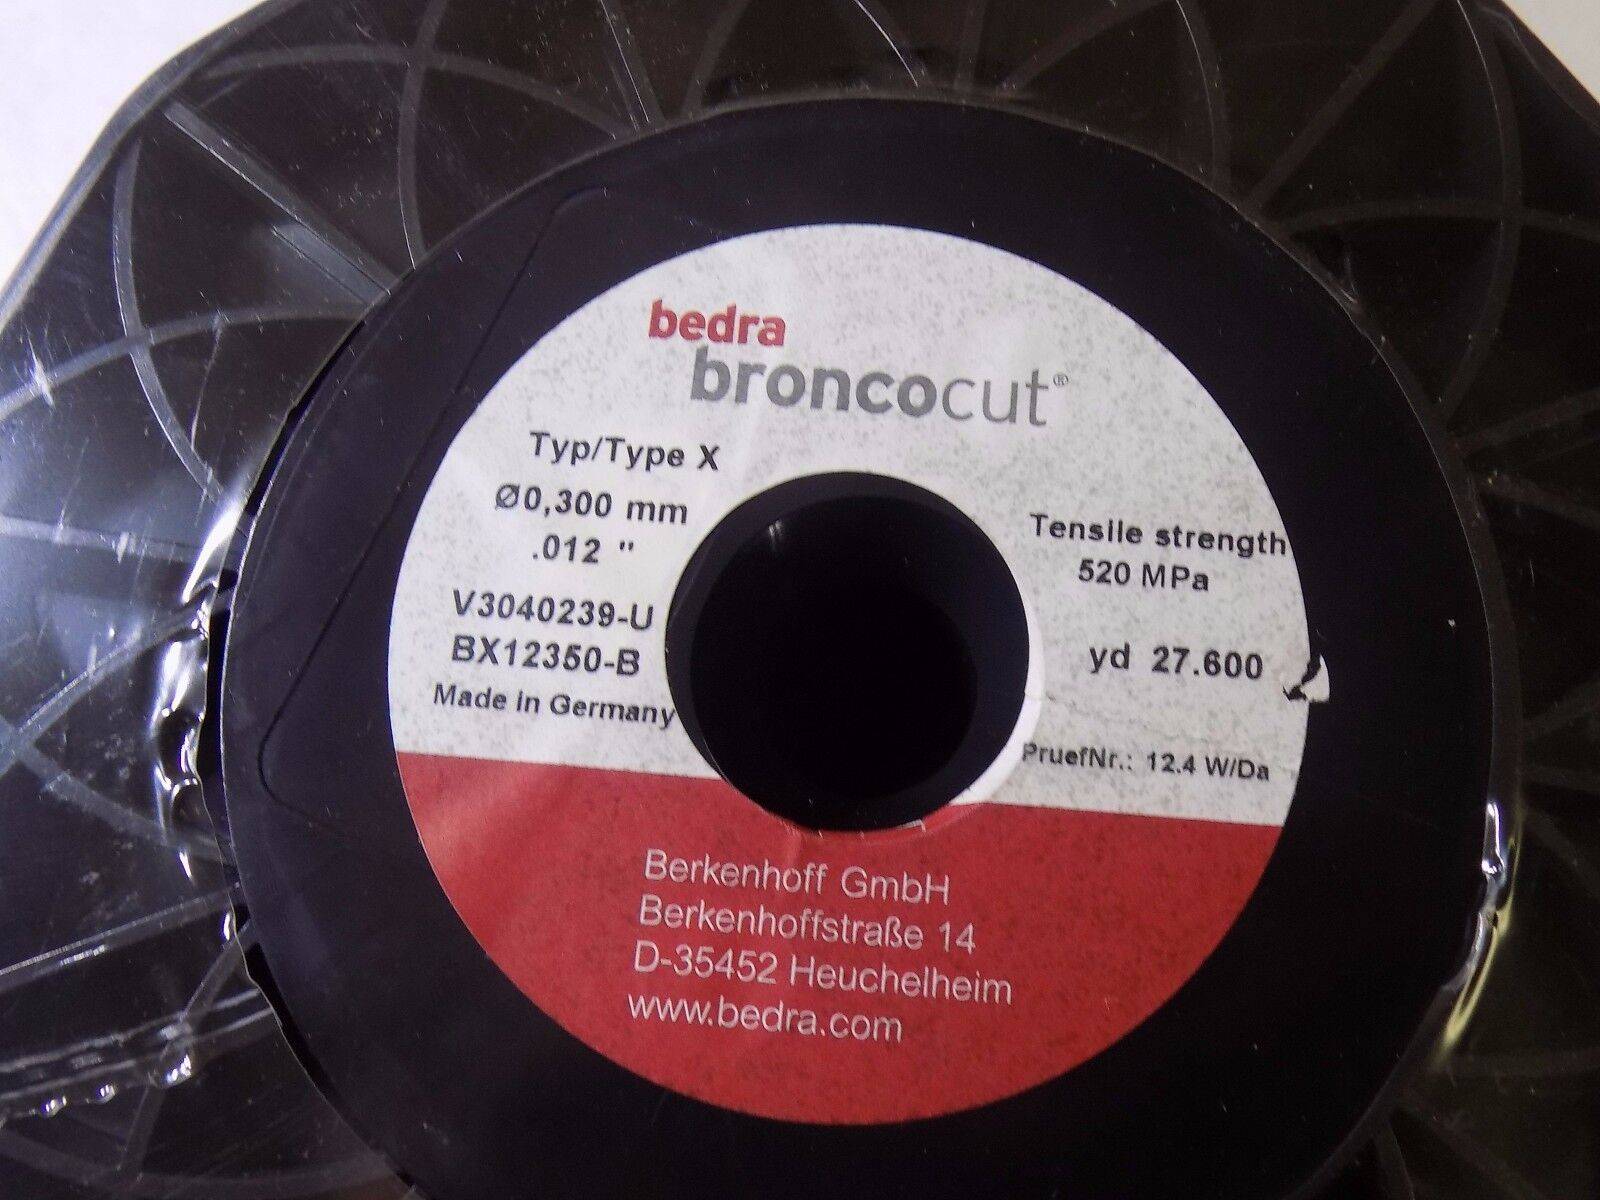 bedra
broncocut®
Typ/Type X
Ø0,300 mm
.012 "
V3040239-U
BX12350-B
Made in Germany
Tensile strength
520 MPa
yd 27.600
PruefNr.: 12.4 W/Da
Berkenhoff GmbH
Berkenhoffstraße 14
D-35452 Heuchelheim
www.bedra.com